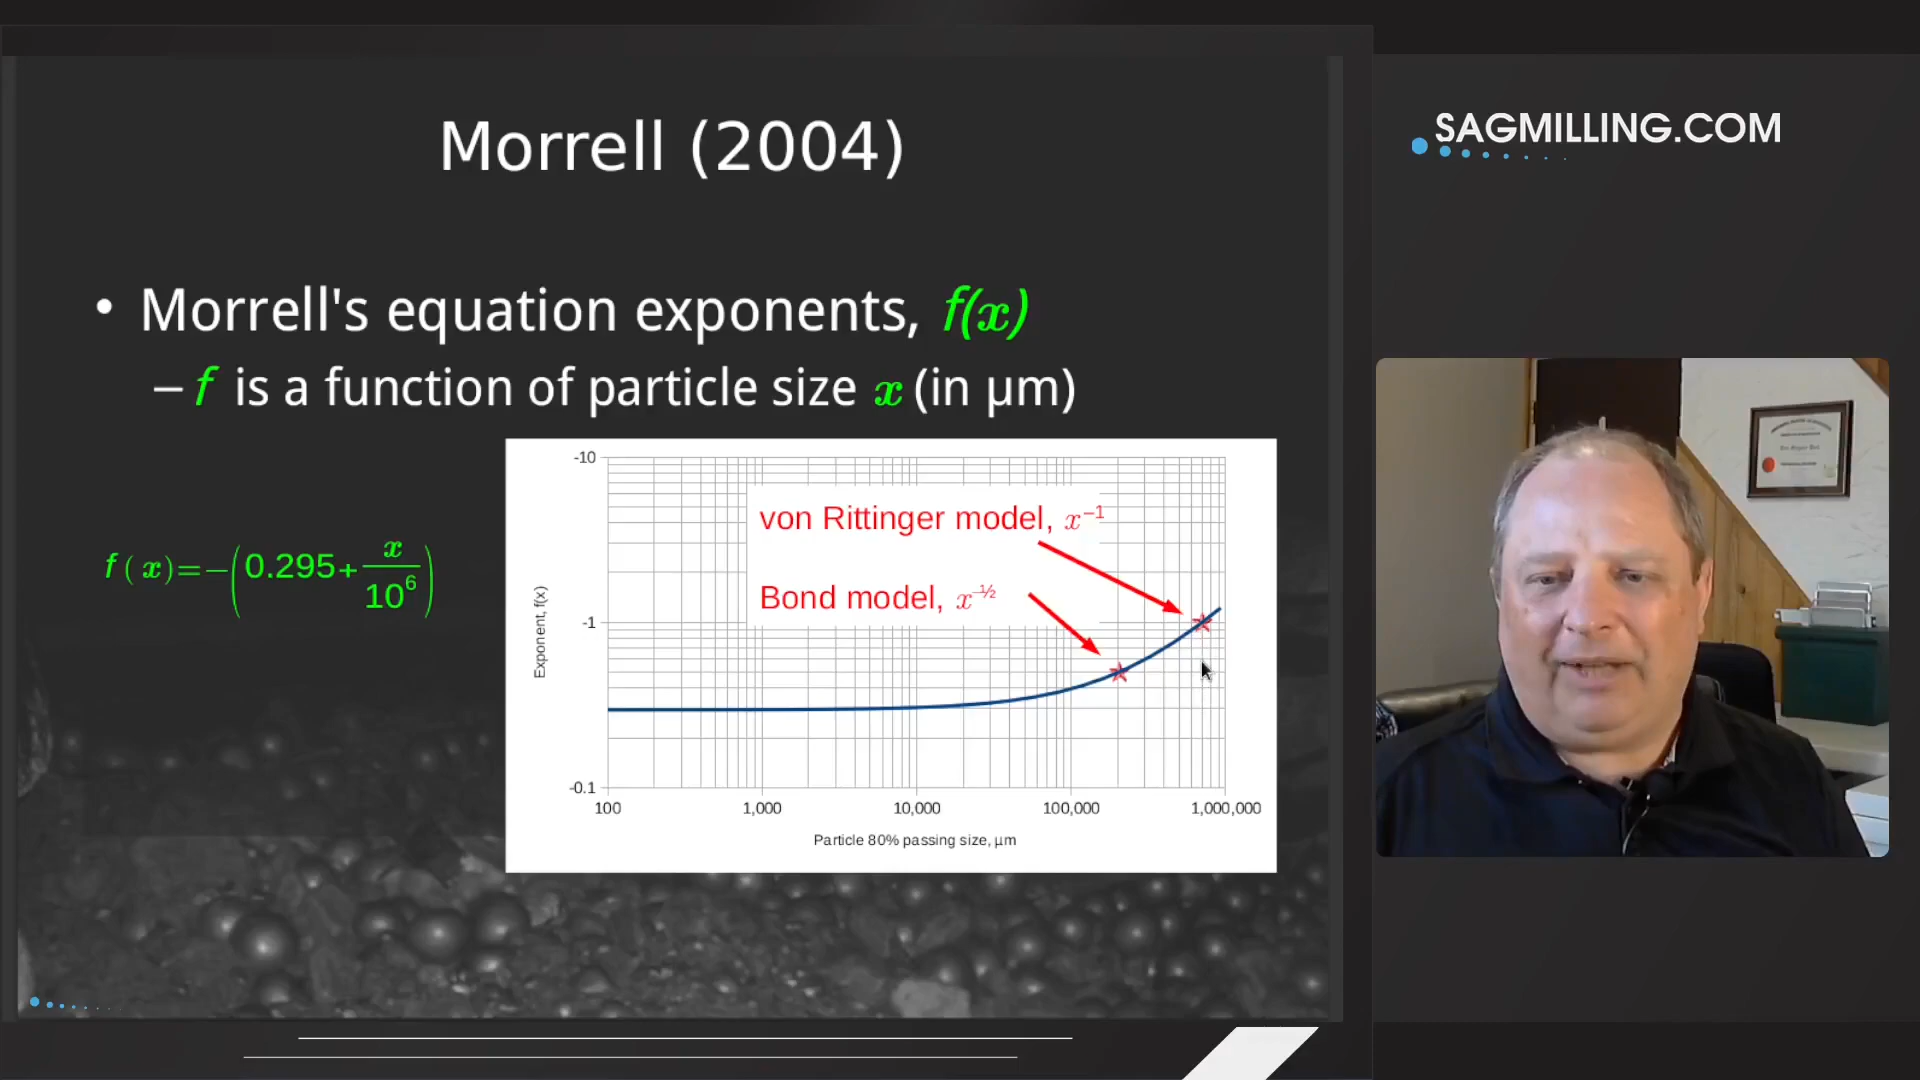 Morrell (2004)
SAGMILLING.COM
• Morrell's equation exponents, f(x)
– f is a function of particle size x (in µm)
f(x)=−(0.295+x/10⁶)
-10
-1
-0.1
Exponent, f(x)
von Rittinger model, x⁻¹
Bond model, x⁻½
100 1,000 10,000 100,000 1,000,000
Particle 80% passing size, µm